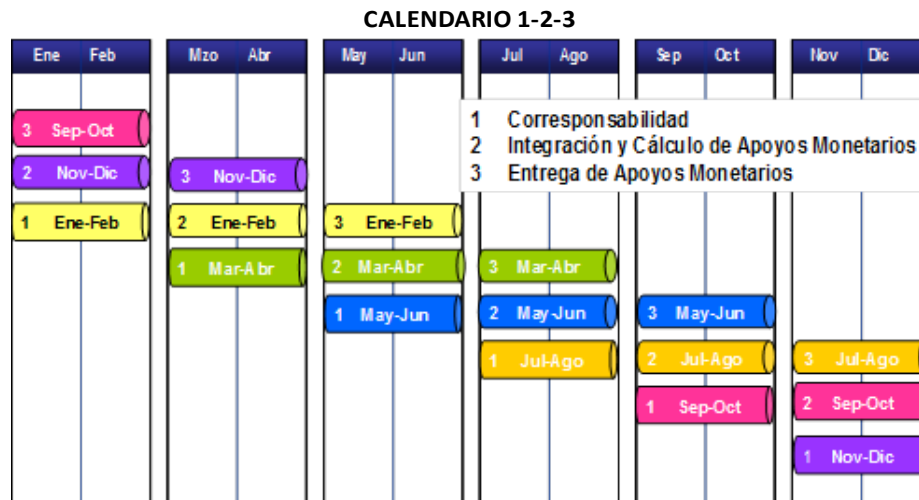 CALENDARIO 1-2-3
Ene Feb Mzo Abr May Jun Jul Ago Sep Oct Nov Dic
1 Corresponsabilidad
2 Integración y Cálculo de Apoyos Monetarios
3 Entrega de Apoyos Monetarios
3 Sep-Oct
2 Nov-Dic 3 Nov-Dic
1 Ene-Feb 2 Ene-Feb 3 Ene-Feb
1 Mar-Abr 2 Mar-Abr 3 Mar-Abr
1 May-Jun 2 May-Jun 3 May-Jun
1 Jul-Ago 2 Jul-Ago 3 Jul-Ago
1 Sep-Oct 2 Sep-Oct
1 Nov-Dic